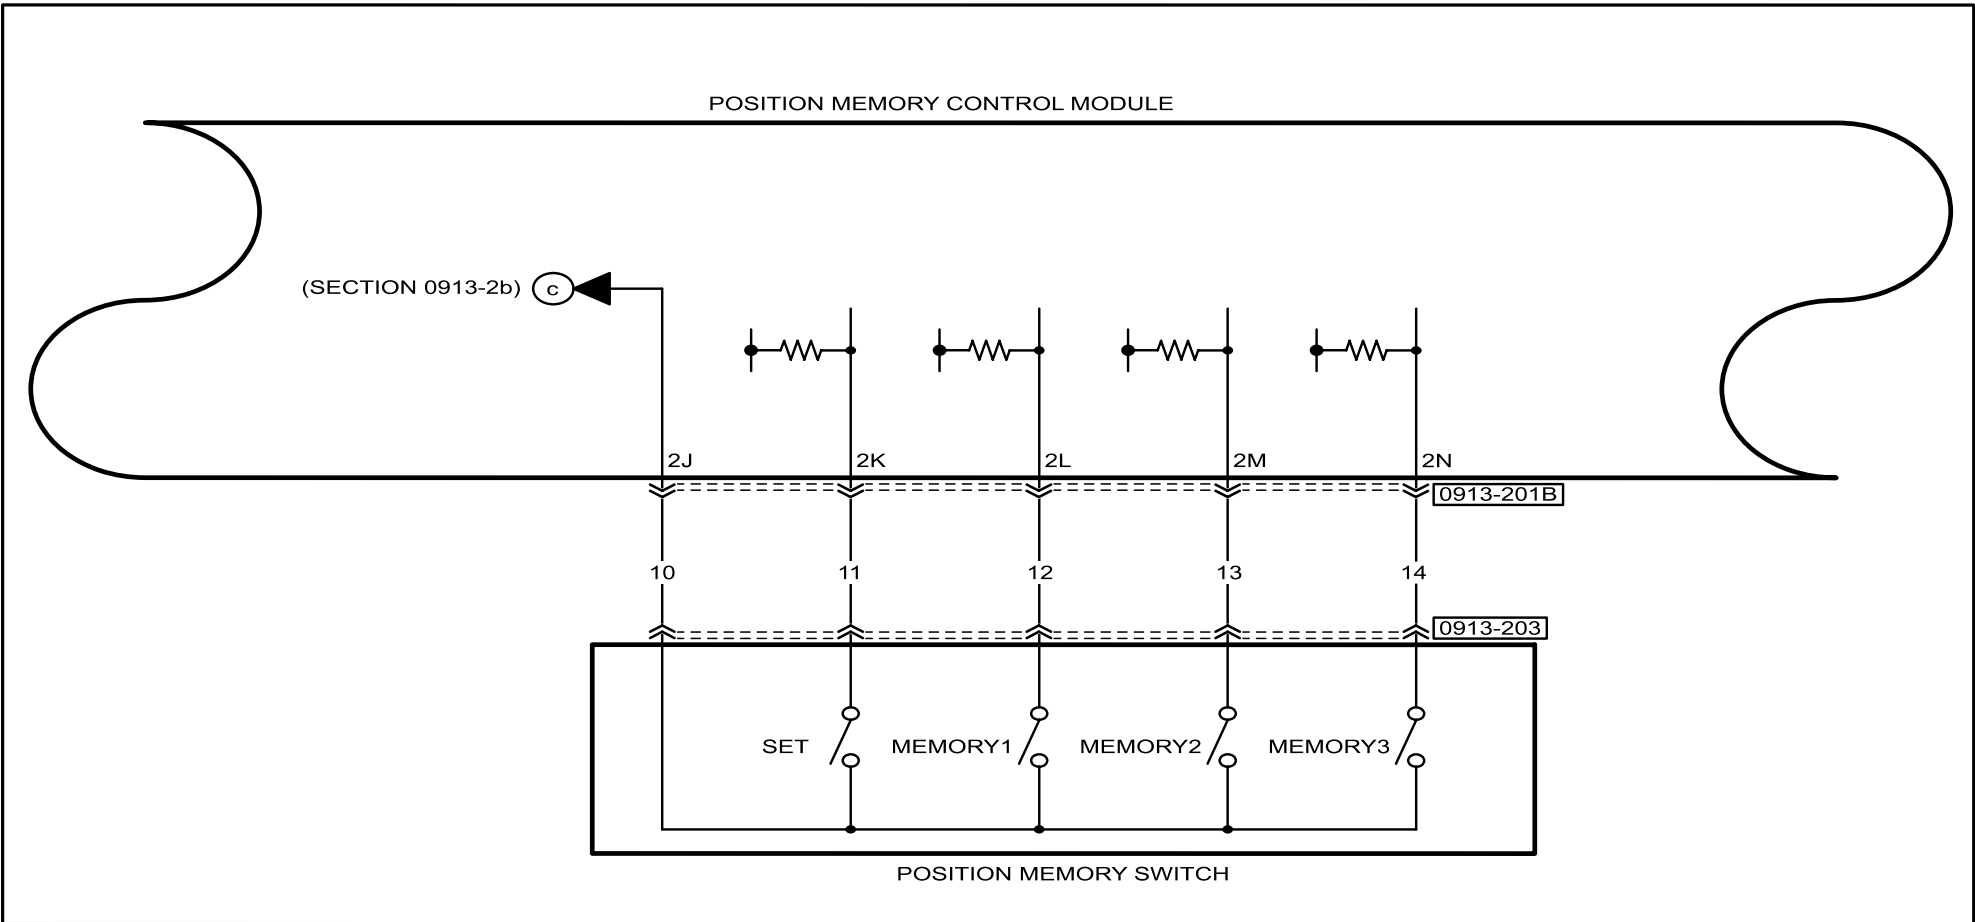 POSITION MEMORY CONTROL MODULE
(SECTION 0913-2b) c
2J 2K 2L 2M 2N
0913-201B
10 11 12 13 14
0913-203
SET MEMORY1 MEMORY2 MEMORY3
POSITION MEMORY SWITCH